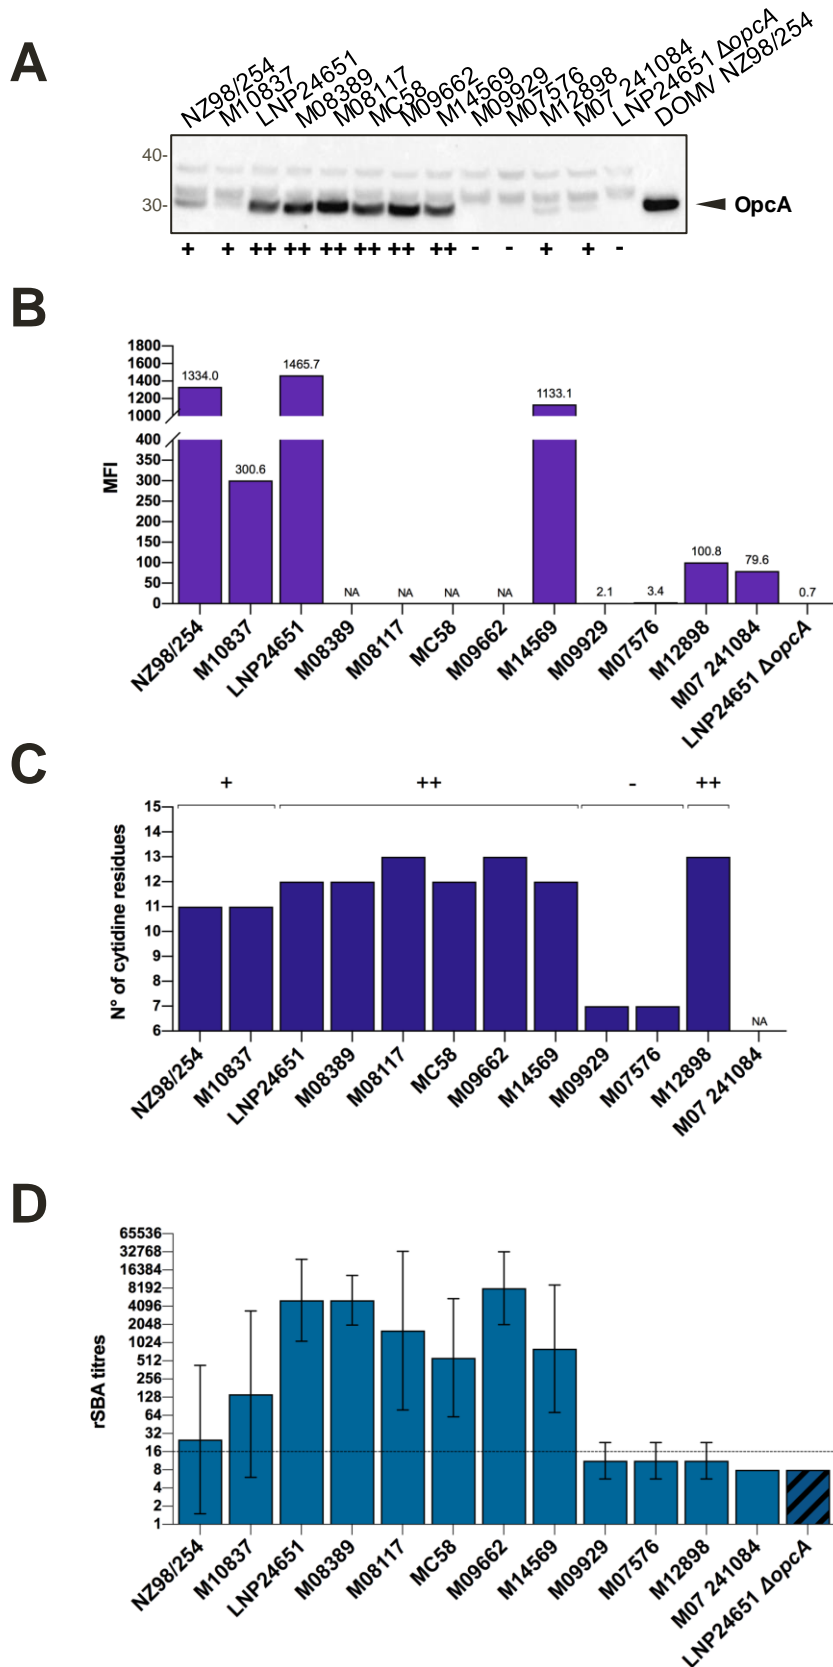 A
NZ98/254
M10837
LNP24651
M08389
M08117
MC58
M09662
M14569
M09929
M07576
M12898
M07 241084
LNP24651 ΔopcA
DOMV NZ98/254
40-
30-
OpcA
+ + ++ ++ ++ ++ ++ ++ - - + + -
B
MFI
1800
1600
1400
1200
1000
400
350
300
250
200
150
100
50
0
1334.0
300.6
1465.7
NA
NA
NA
NA
1133.1
2.1
3.4
100.8
79.6
0.7
NZ98/254
M10837
LNP24651
M08389
M08117
MC58
M09662
M14569
M09929
M07576
M12898
M07 241084
LNP24651 ΔopcA
C
+ ++ - ++
N° of cytidine residues
15
14
13
12
11
10
9
8
7
6
NA
NZ98/254
M10837
LNP24651
M08389
M08117
MC58
M09662
M14569
M09929
M07576
M12898
M07 241084
D
rSBA titres
65536
32768
16384
8192
4096
2048
1024
512
256
128
64
32
16
8
4
2
1
NZ98/254
M10837
LNP24651
M08389
M08117
MC58
M09662
M14569
M09929
M07576
M12898
M07 241084
LNP24651 ΔopcA